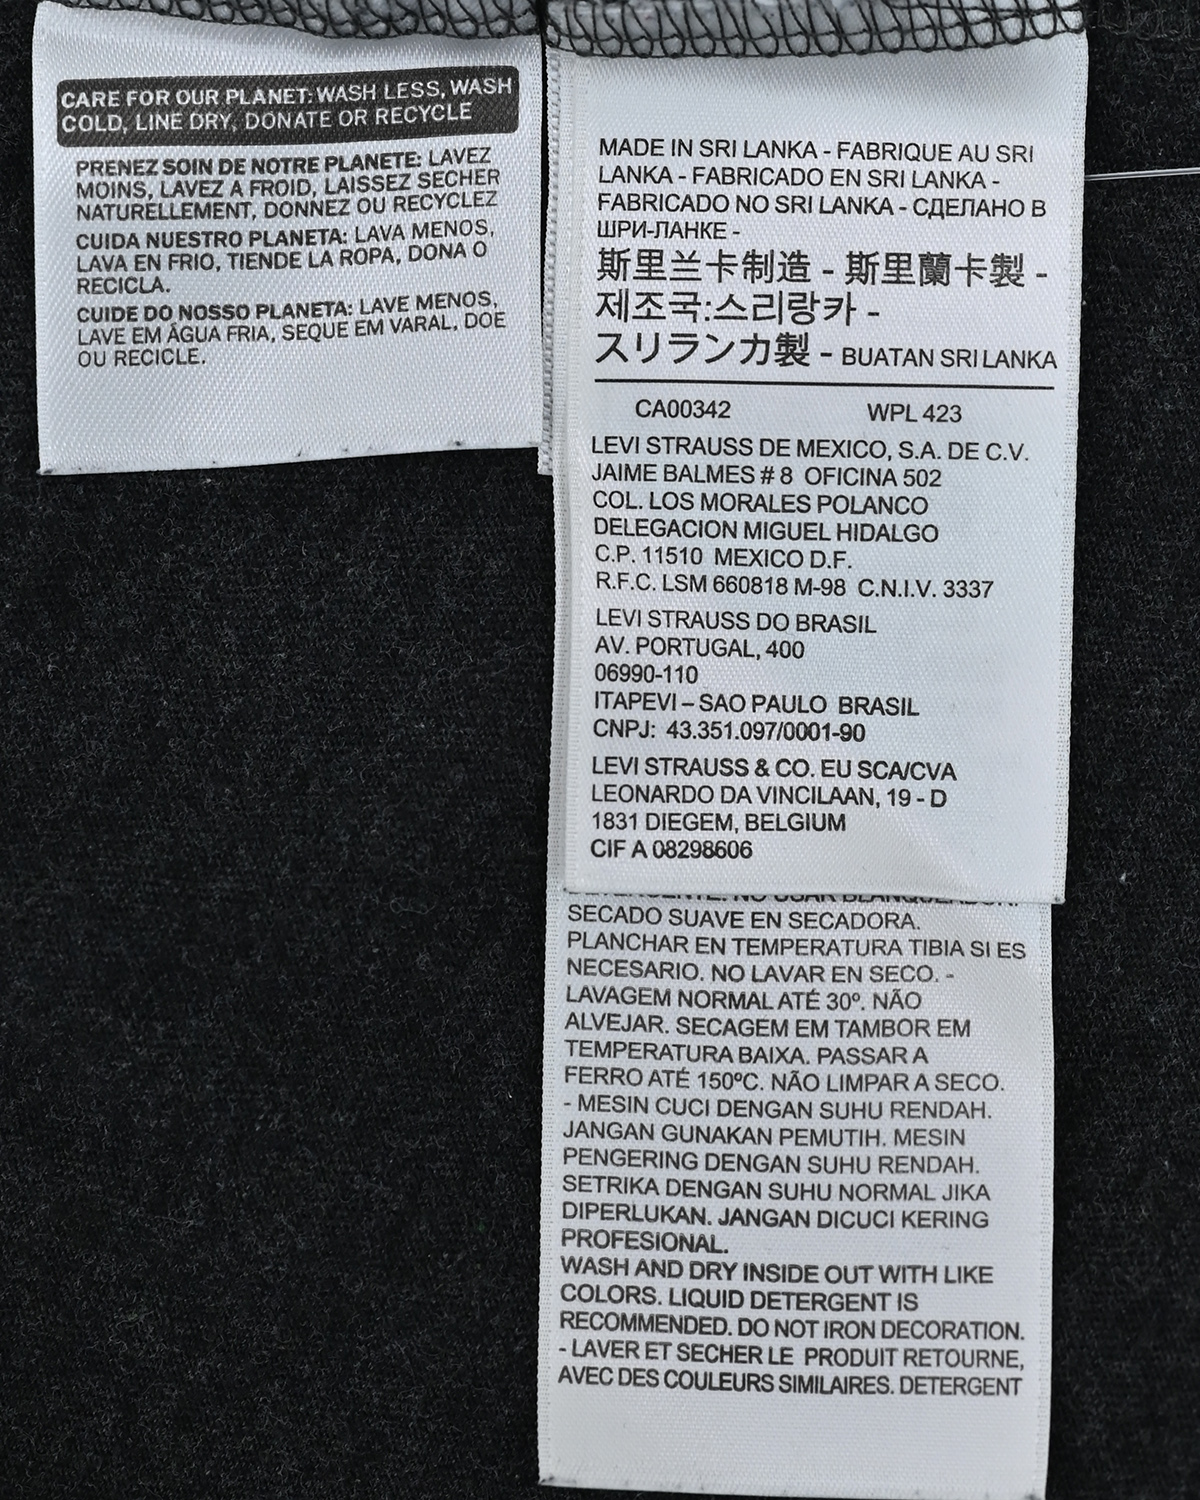 CARE FOR OUR PLANET: WASH LESS, WASH
COLD, LINE DRY, DONATE OR RECYCLE
PRENEZ SOIN DE NOTRE PLANETE: LAVEZ
MOINS, LAVEZ A FROID, LAISSEZ SECHER
NATURELLEMENT, DONNEZ OU RECYCLEZ
CUIDA NUESTRO PLANETA: LAVA MENOS,
LAVA EN FRIO, TIENDE LA ROPA, DONA O
RECICLA.
CUIDE DO NOSSO PLANETA: LAVE MENOS,
LAVE EM ÁGUA FRIA, SEQUE EM VARAL, DOE
OU RECICLE.
MADE IN SRI LANKA - FABRIQUE AU SRI
LANKA - FABRICADO EN SRI LANKA -
FABRICADO NO SRI LANKA - СДЕЛАНО В
ШРИ-ЛАНКЕ -
斯里兰卡制造 - 斯里蘭卡製 -
제조국:스리랑카 -
スリランカ製 - BUATAN SRI LANKA
CA00342 WPL 423
LEVI STRAUSS DE MEXICO, S.A. DE C.V.
JAIME BALMES # 8 OFICINA 502
COL. LOS MORALES POLANCO
DELEGACION MIGUEL HIDALGO
C.P. 11510 MEXICO D.F.
R.F.C. LSM 660818 M-98 C.N.I.V. 3337
LEVI STRAUSS DO BRASIL
AV. PORTUGAL, 400
06990-110
ITAPEVI – SAO PAULO BRASIL
CNPJ: 43.351.097/0001-90
LEVI STRAUSS & CO. EU SCA/CVA
LEONARDO DA VINCILAAN, 19 - D
1831 DIEGEM, BELGIUM
CIF A 08298606
NO USAR BLANQUEADOR.
SECADO SUAVE EN SECADORA.
PLANCHAR EN TEMPERATURA TIBIA SI ES
NECESARIO. NO LAVAR EN SECO. -
LAVAGEM NORMAL ATÉ 30º. NÃO
ALVEJAR. SECAGEM EM TAMBOR EM
TEMPERATURA BAIXA. PASSAR A
FERRO ATÉ 150ºC. NÃO LIMPAR A SECO.
- MESIN CUCI DENGAN SUHU RENDAH.
JANGAN GUNAKAN PEMUTIH. MESIN
PENGERING DENGAN SUHU RENDAH.
SETRIKA DENGAN SUHU NORMAL JIKA
DIPERLUKAN. JANGAN DICUCI KERING
PROFESIONAL.
WASH AND DRY INSIDE OUT WITH LIKE
COLORS. LIQUID DETERGENT IS
RECOMMENDED. DO NOT IRON DECORATION.
- LAVER ET SECHER LE PRODUIT RETOURNE,
AVEC DES COULEURS SIMILAIRES. DETERGENT